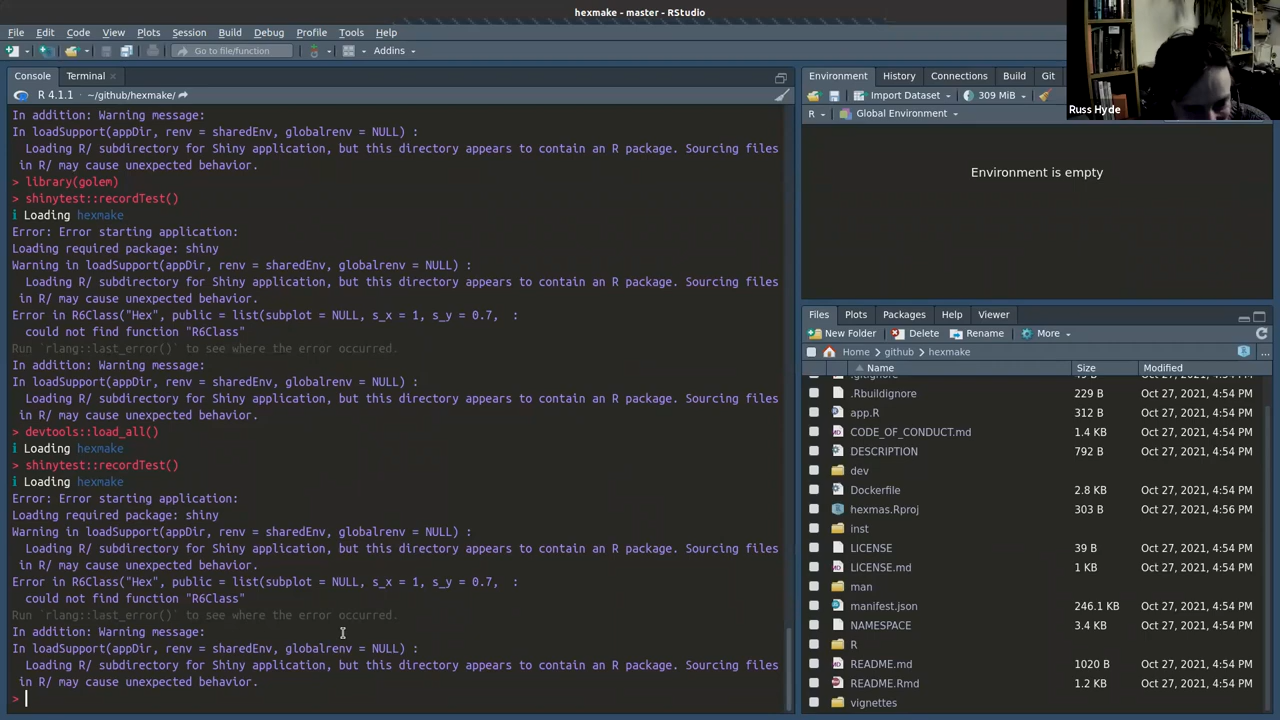 hexmake - master - RStudio
File Edit Code View Plots Session Build Debug Profile Tools Help
Go to file/function Addins
Console Terminal
R 4.1.1 · ~/github/hexmake/
In addition: Warning message:
In loadSupport(appDir, renv = sharedEnv, globalrenv = NULL) :
Loading R/ subdirectory for Shiny application, but this directory appears to contain an R package. Sourcing files
in R/ may cause unexpected behavior.
> library(golem)
> shinytest::recordTest()
ℹ Loading hexmake
Error: Error starting application:
Loading required package: shiny
Warning in loadSupport(appDir, renv = sharedEnv, globalrenv = NULL) :
Loading R/ subdirectory for Shiny application, but this directory appears to contain an R package. Sourcing files
in R/ may cause unexpected behavior.
Error in R6Class("Hex", public = list(subplot = NULL, s_x = 1, s_y = 0.7, :
could not find function "R6Class"
Run `rlang::last_error()` to see where the error occurred.
In addition: Warning message:
In loadSupport(appDir, renv = sharedEnv, globalrenv = NULL) :
Loading R/ subdirectory for Shiny application, but this directory appears to contain an R package. Sourcing files
in R/ may cause unexpected behavior.
> devtools::load_all()
ℹ Loading hexmake
> shinytest::recordTest()
ℹ Loading hexmake
Error: Error starting application:
Loading required package: shiny
Warning in loadSupport(appDir, renv = sharedEnv, globalrenv = NULL) :
Loading R/ subdirectory for Shiny application, but this directory appears to contain an R package. Sourcing files
in R/ may cause unexpected behavior.
Error in R6Class("Hex", public = list(subplot = NULL, s_x = 1, s_y = 0.7, :
could not find function "R6Class"
Run `rlang::last_error()` to see where the error occurred.
In addition: Warning message:
In loadSupport(appDir, renv = sharedEnv, globalrenv = NULL) :
Loading R/ subdirectory for Shiny application, but this directory appears to contain an R package. Sourcing files
in R/ may cause unexpected behavior.
>
Environment History Connections Build Git
Import Dataset 309 MiB
R Global Environment
Environment is empty
Russ Hyde
Files Plots Packages Help Viewer
New Folder Delete Rename More
Home github hexmake ...
Name Size Modified
.gitignore 49 B Oct 27, 2021, 4:54 PM
.Rbuildignore 229 B Oct 27, 2021, 4:54 PM
app.R 312 B Oct 27, 2021, 4:54 PM
CODE_OF_CONDUCT.md 1.4 KB Oct 27, 2021, 4:54 PM
DESCRIPTION 792 B Oct 27, 2021, 4:54 PM
dev
Dockerfile 2.8 KB Oct 27, 2021, 4:54 PM
hexmas.Rproj 303 B Oct 27, 2021, 4:56 PM
inst
LICENSE 39 B Oct 27, 2021, 4:54 PM
LICENSE.md 1 KB Oct 27, 2021, 4:54 PM
man
manifest.json 246.1 KB Oct 27, 2021, 4:54 PM
NAMESPACE 3.4 KB Oct 27, 2021, 4:54 PM
R
README.md 1020 B Oct 27, 2021, 4:54 PM
README.Rmd 1.2 KB Oct 27, 2021, 4:54 PM
vignettes